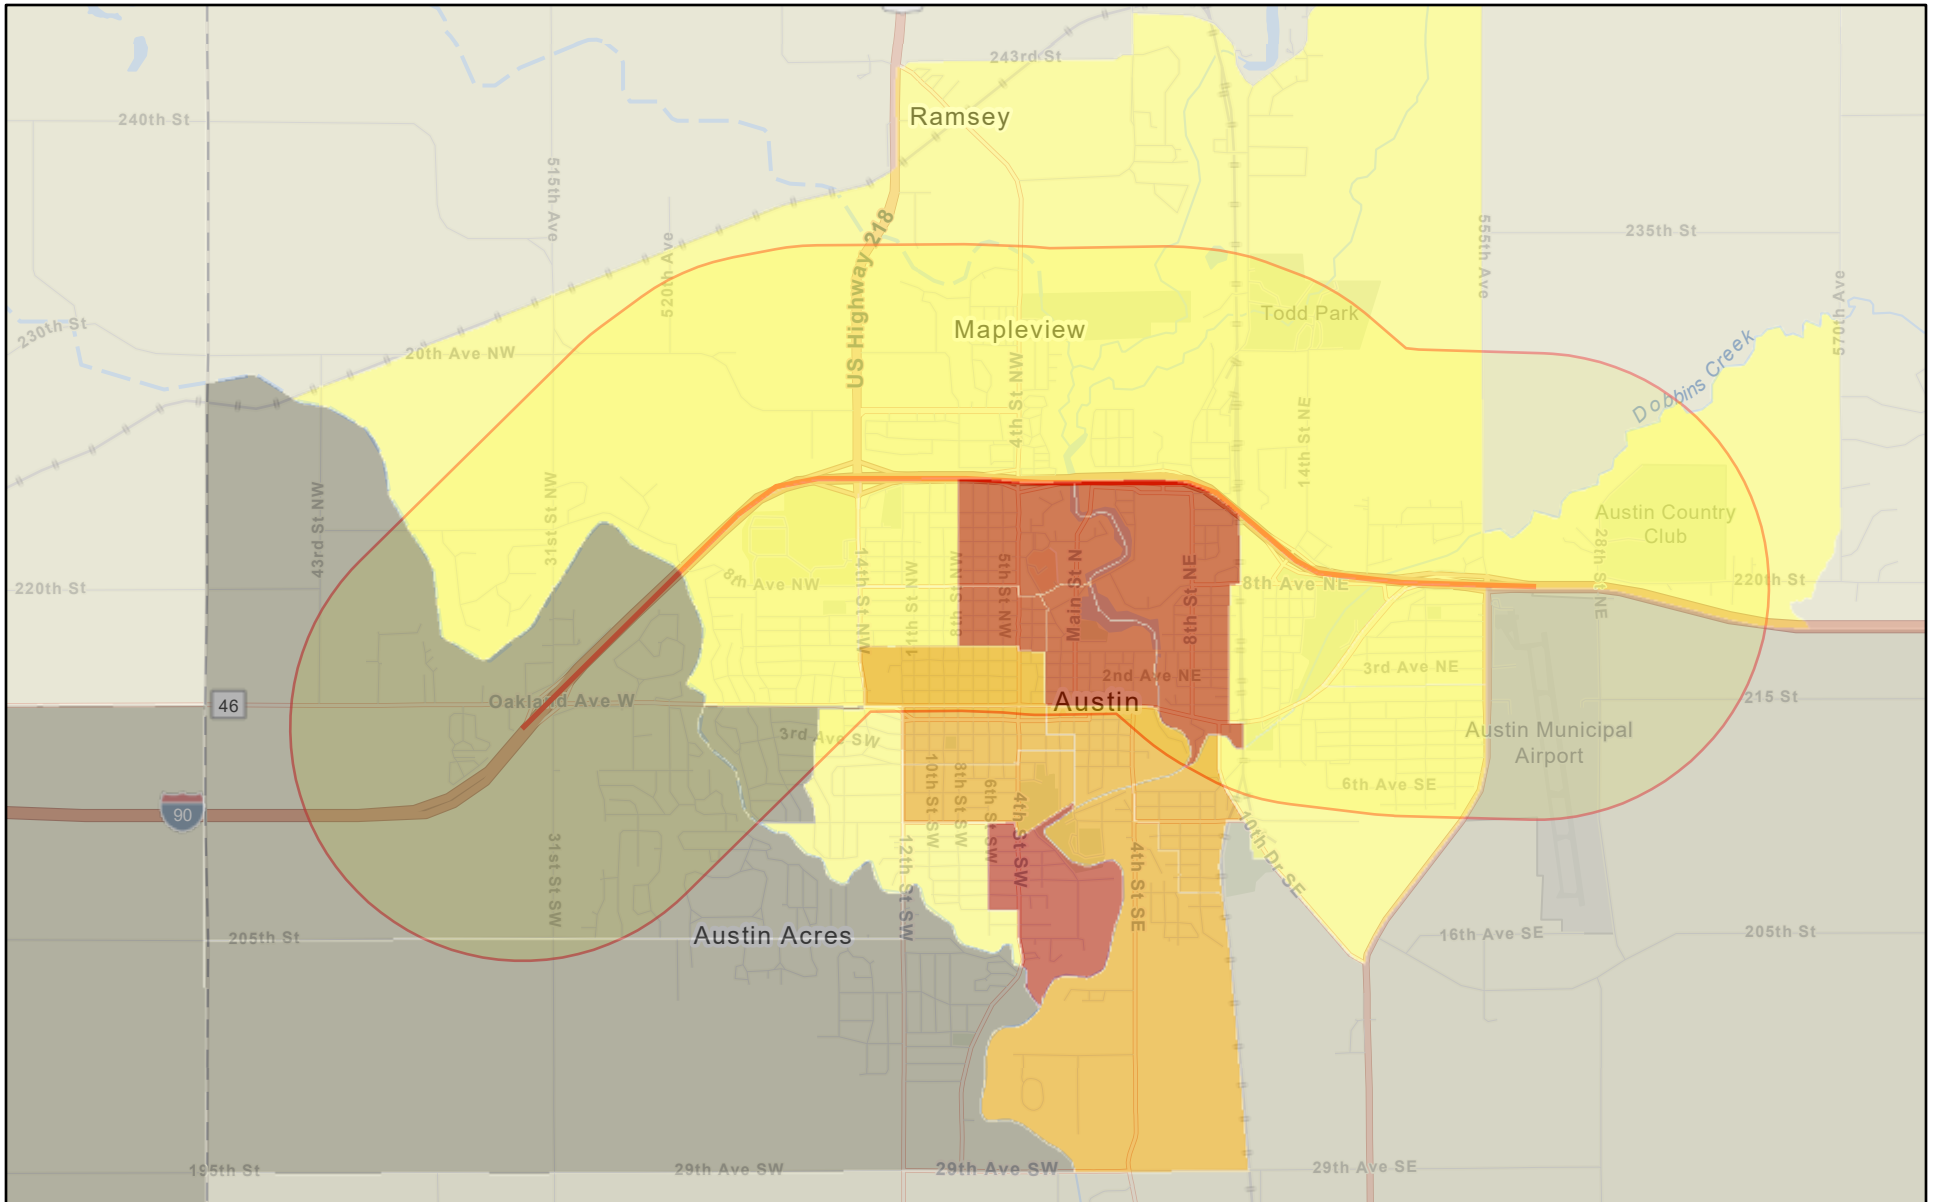 243rd St
Ramsey
240th St
515th Ave
520th Ave
US Highway 218
555th Ave
235th St
570th Ave
Todd Park
Mapleview
230th St
20th Ave NW
4th St NW
Dobbins Creek
14th St NE
43rd St NW
31st St NW
Austin Country
Club
28th St NE
220th St
8th Ave NW
14th St NW
11th St NW
8th St NW
5th St NW
Main St N
8th St NE
8th Ave NE
220th St
2nd Ave NE
3rd Ave NE
Oakland Ave W
46
Austin
215 St
3rd Ave SW
Austin Municipal
Airport
10th St SW
8th St SW
6th St SW
4th St SW
6th Ave SE
90
31st St SW
12th St SW
4th St SE
10th Dr SE
Austin Acres
205th St
16th Ave SE
205th St
195th St
29th Ave SW
29th Ave SW
29th Ave SE